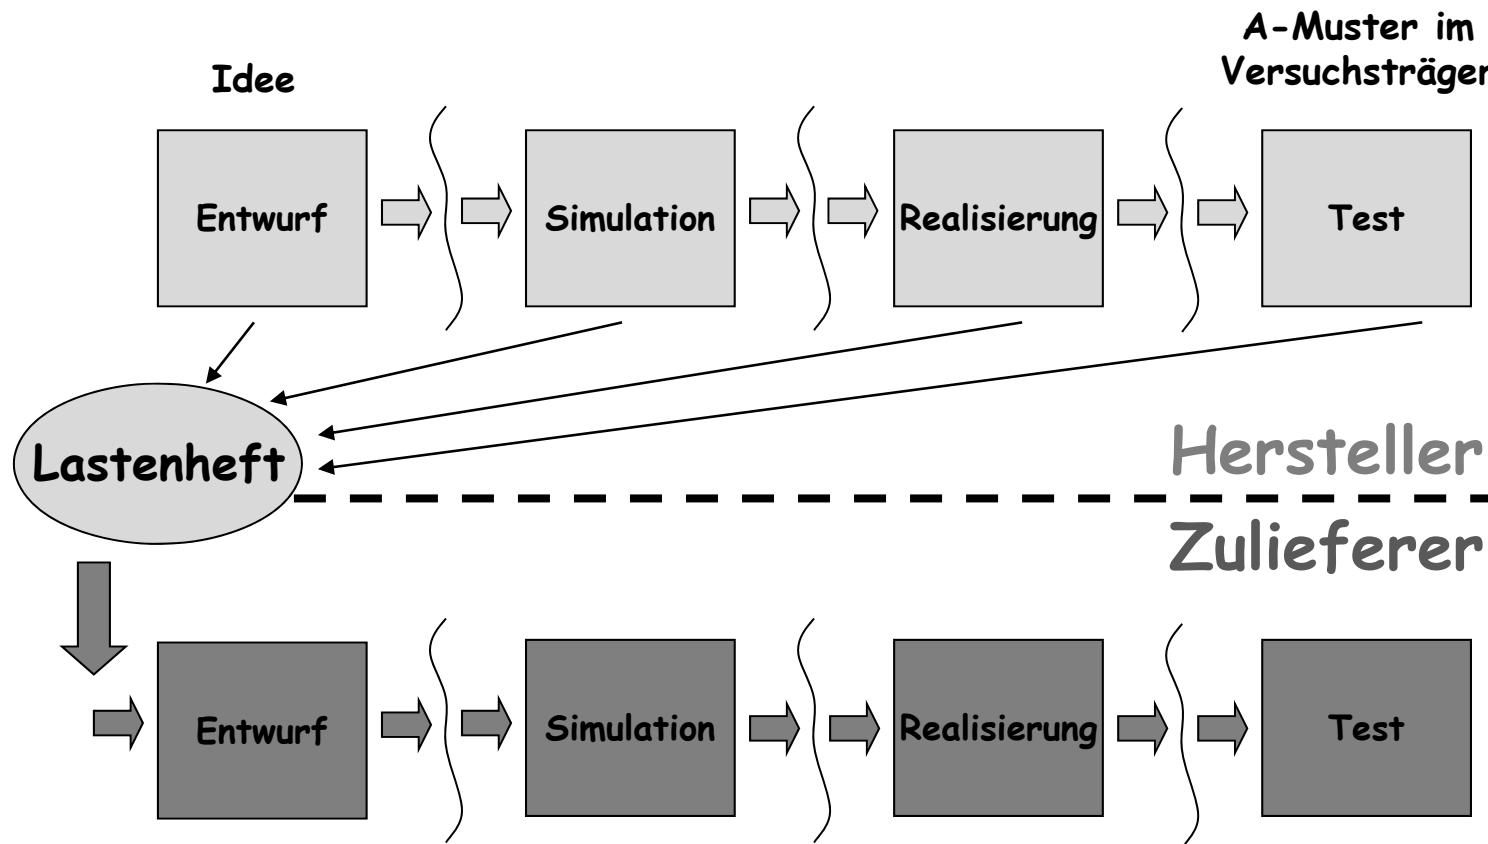 A-Muster im
Versuchsträger
Idee
Entwurf
Simulation
Realisierung
Test
Lastenheft
Hersteller
Zulieferer
Entwurf
Simulation
Realisierung
Test